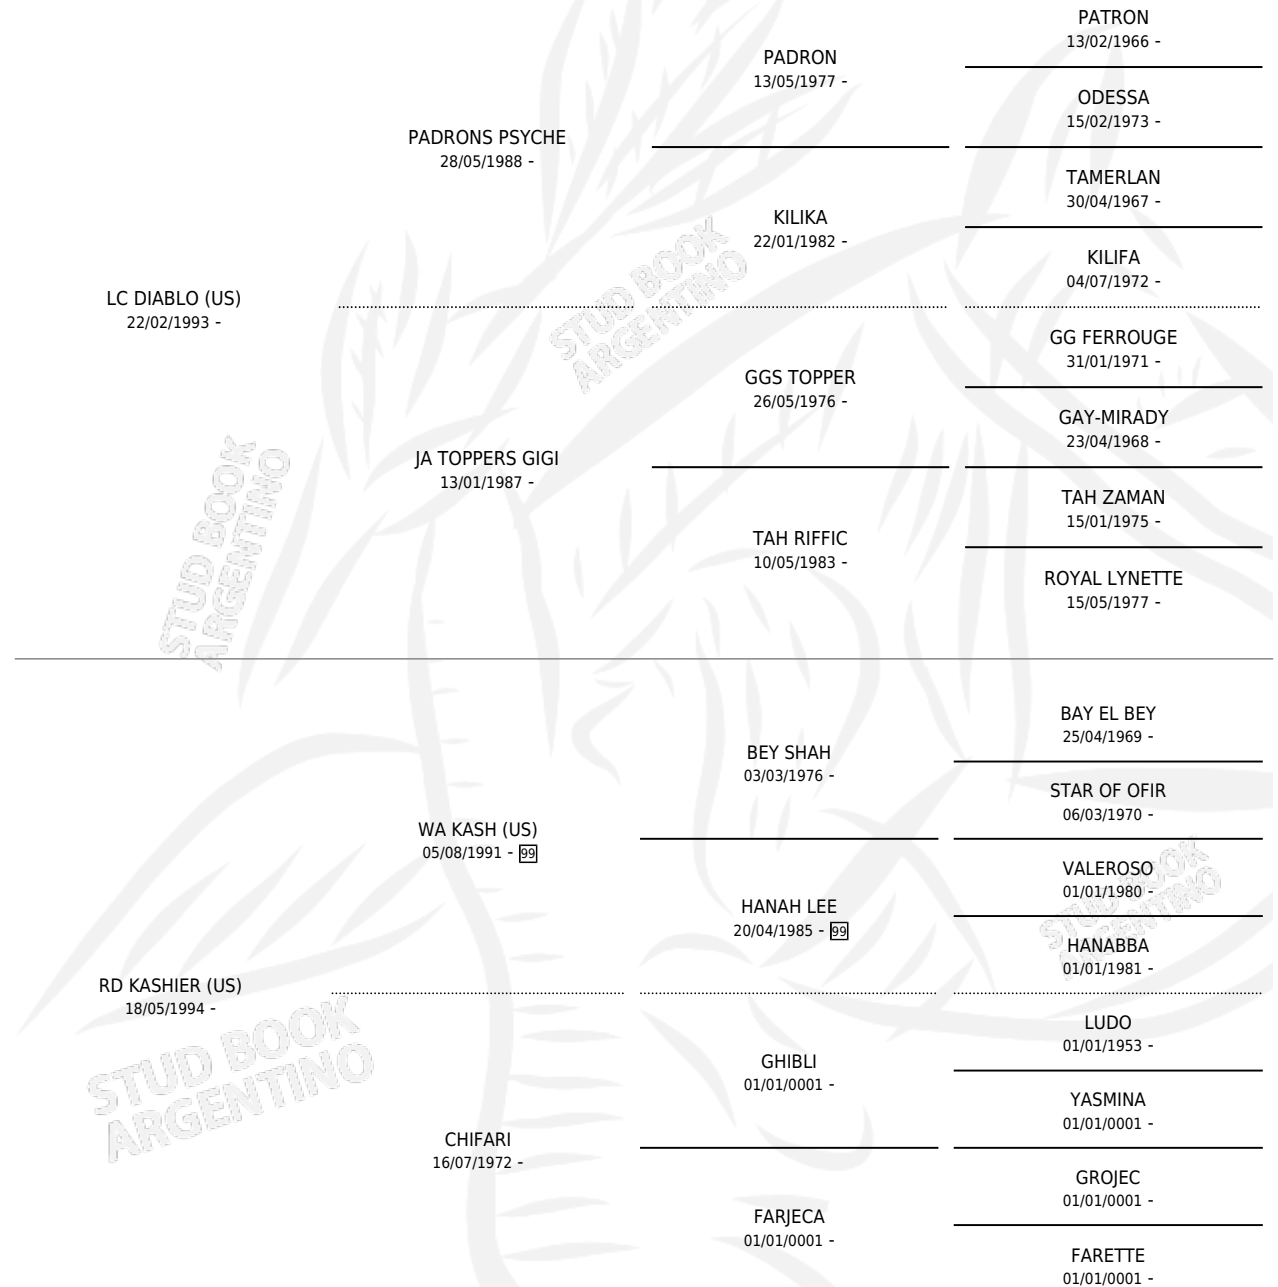 PATRON
13/02/1966 -
PADRON
13/05/1977 -
ODESSA
15/02/1973 -
PADRONS PSYCHE
28/05/1988 -
TAMERLAN
30/04/1967 -
KILIKA
22/01/1982 -
KILIFA
04/07/1972 -
LC DIABLO (US)
22/02/1993 -
GG FERROUGE
31/01/1971 -
GGS TOPPER
26/05/1976 -
GAY-MIRADY
23/04/1968 -
JA TOPPERS GIGI
13/01/1987 -
TAH ZAMAN
15/01/1975 -
TAH RIFFIC
10/05/1983 -
ROYAL LYNETTE
15/05/1977 -
BAY EL BEY
25/04/1969 -
BEY SHAH
03/03/1976 -
STAR OF OFIR
06/03/1970 -
WA KASH (US)
05/08/1991 - 99
VALEROSO
01/01/1980 -
HANAH LEE
20/04/1985 - 99
HANABBA
01/01/1981 -
RD KASHIER (US)
18/05/1994 -
LUDO
01/01/1953 -
GHIBLI
01/01/0001 -
YASMINA
01/01/0001 -
CHIFARI
16/07/1972 -
GROJEC
01/01/0001 -
FARJECA
01/01/0001 -
FARETTE
01/01/0001 -
STUD BOOK
ARGENTINO
STUD BOOK
ARGENTINO
STUD BOOK
ARGENTINO
STUD BOOK
ARGENTINO